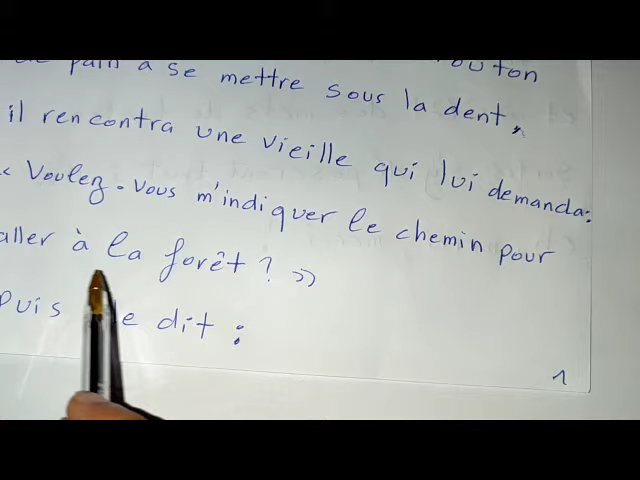 pain a se mettre sous la dent,
il rencontra une vieille qui lui demanda:
« Voulez-vous m'indiquer le chemin pour
aller à la forêt ? »
puis dit :
1